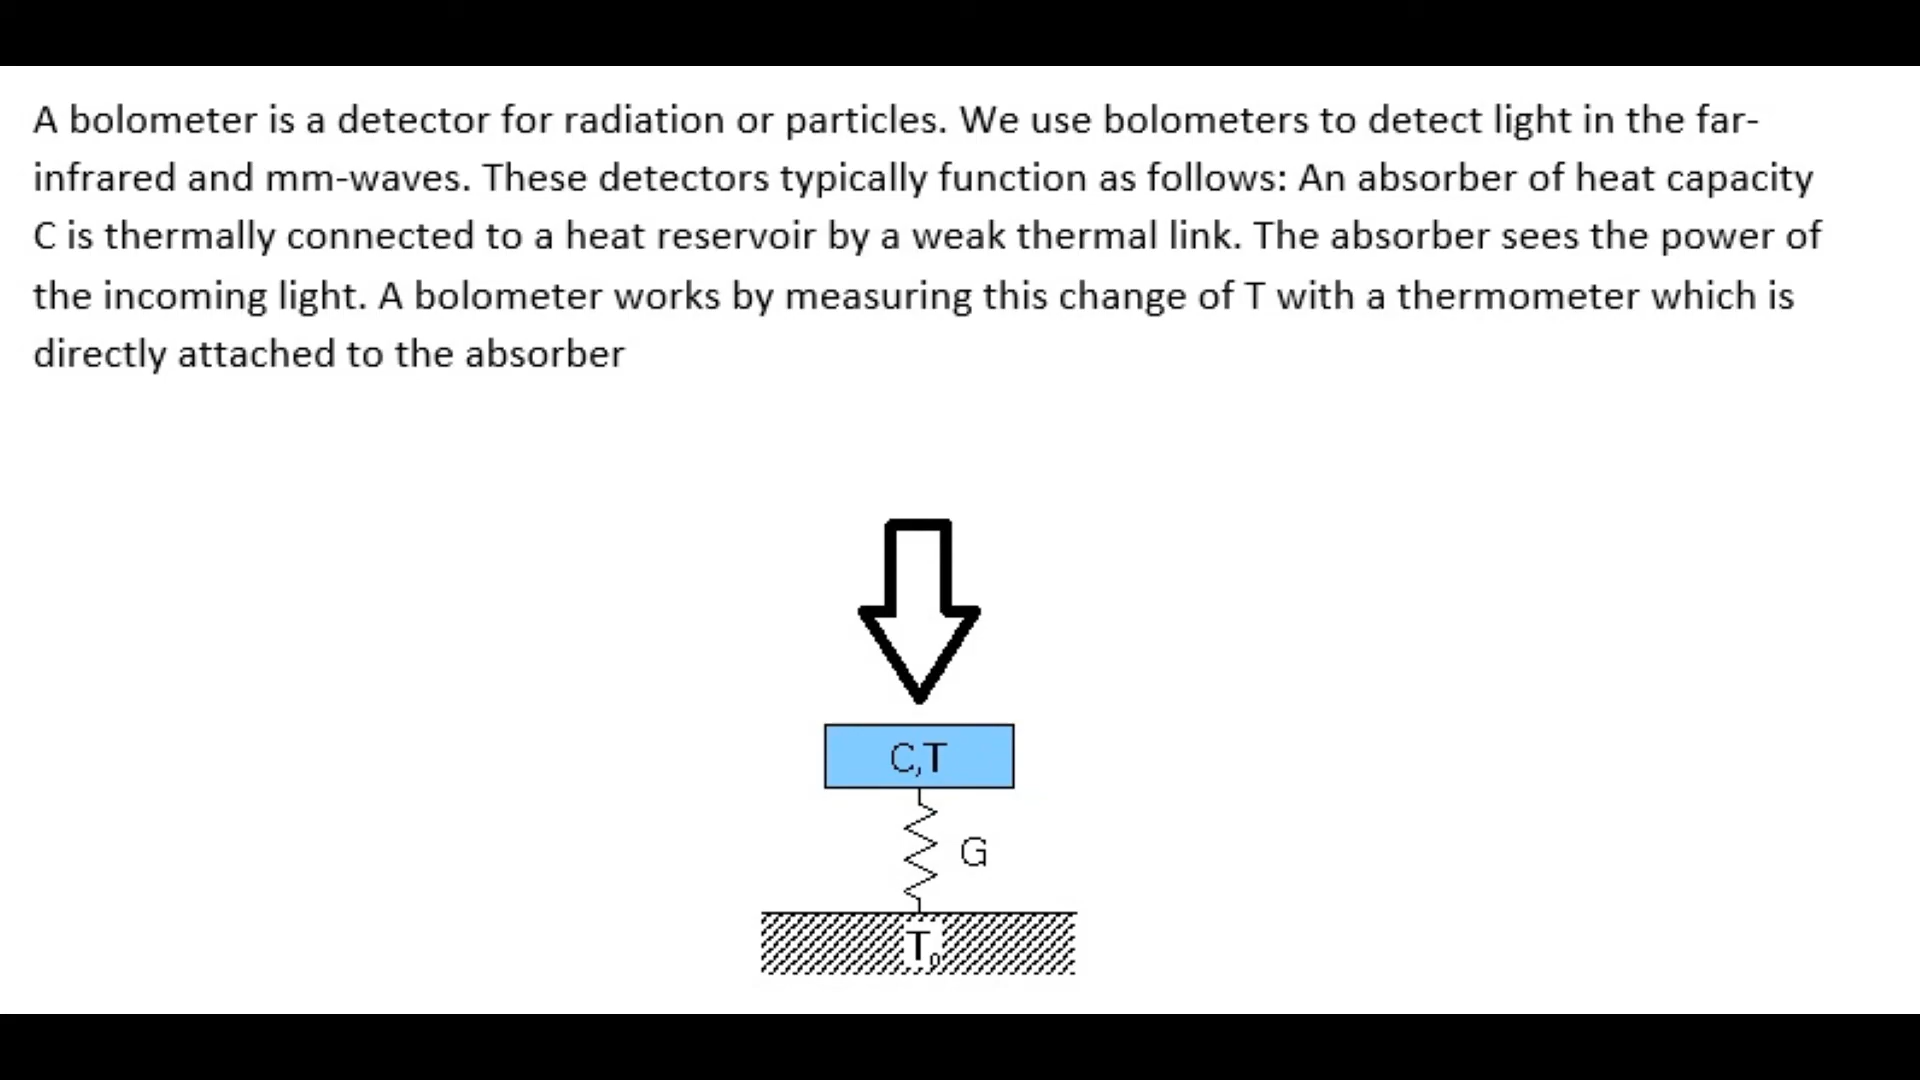 A bolometer is a detector for radiation or particles. We use bolometers to detect light in the far-
infrared and mm-waves. These detectors typically function as follows: An absorber of heat capacity
C is thermally connected to a heat reservoir by a weak thermal link. The absorber sees the power of
the incoming light. A bolometer works by measuring this change of T with a thermometer which is
directly attached to the absorber
C,T
G
T₀